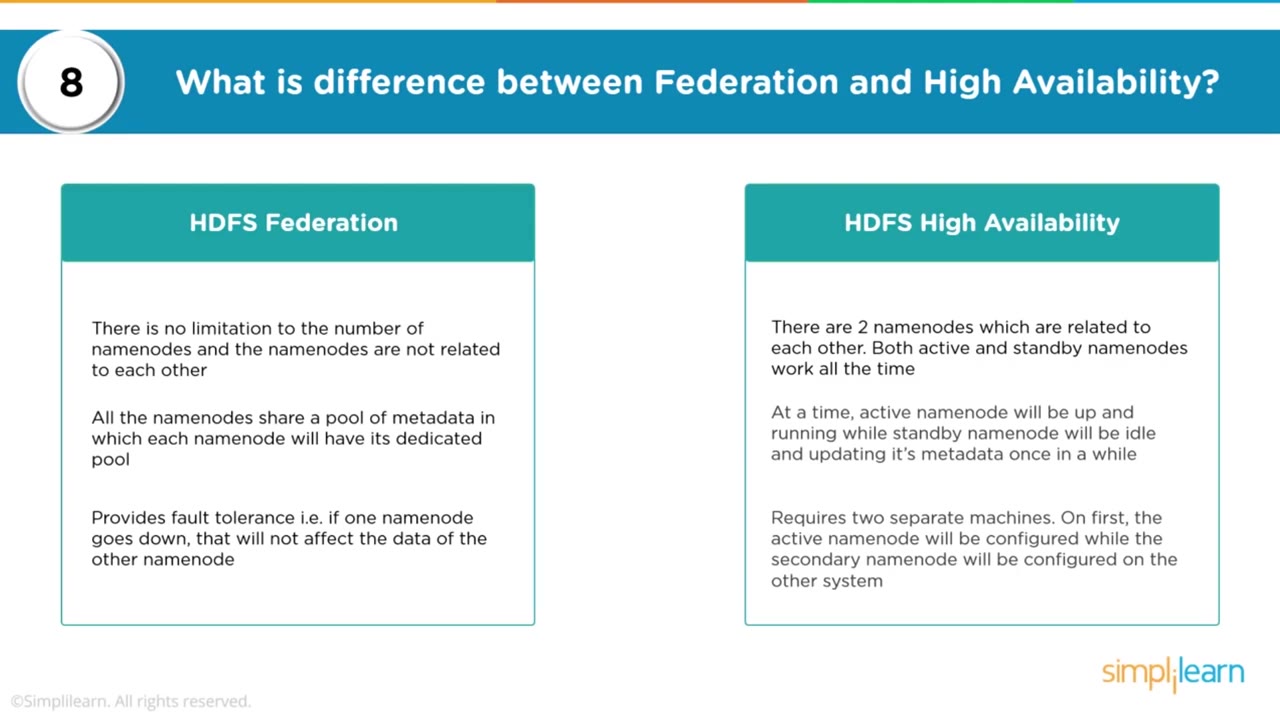 8
What is difference between Federation and High Availability?
HDFS Federation
There is no limitation to the number of
namenodes and the namenodes are not related
to each other
All the namenodes share a pool of metadata in
which each namenode will have its dedicated
pool
Provides fault tolerance i.e. if one namenode
goes down, that will not affect the data of the
other namenode
HDFS High Availability
There are 2 namenodes which are related to
each other. Both active and standby namenodes
work all the time
At a time, active namenode will be up and
running while standby namenode will be idle
and updating it's metadata once in a while
Requires two separate machines. On first, the
active namenode will be configured while the
secondary namenode will be configured on the
other system
simplilearn
©Simplilearn. All rights reserved.